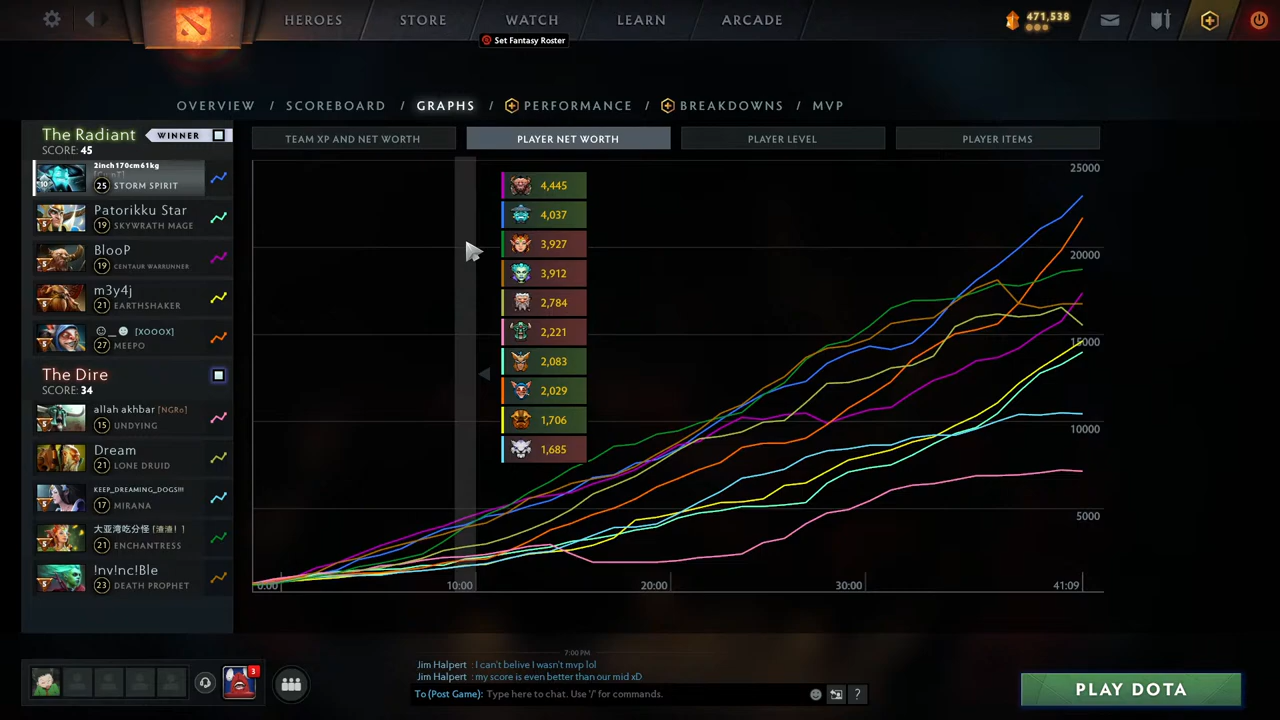 HEROES
STORE
WATCH
LEARN
ARCADE
471,538
Set Fantasy Roster
OVERVIEW / SCOREBOARD / GRAPHS / PERFORMANCE / BREAKDOWNS / MVP
The Radiant
WINNER
SCORE: 45
2inch170cm61kg
25 STORM SPIRIT
Patorikku Star
19 SKYWRATH MAGE
BlooP
19 CENTAUR WARRUNNER
m3y4j
21 EARTHSHAKER
[XOOOX]
27 MEEPO
The Dire
SCORE: 34
allah akhbar [NGRo]
15 UNDYING
Dream
21 LONE DRUID
KEEP_DREAMING_DOGS!!!
17 MIRANA
大亚湾吃分怪 [渣渣！]
21 ENCHANTRESS
!nv!nc!Ble
23 DEATH PROPHET
TEAM XP AND NET WORTH
PLAYER NET WORTH
PLAYER LEVEL
PLAYER ITEMS
4,445
4,037
3,927
3,912
2,784
2,221
2,083
2,029
1,706
1,685
25000
20000
15000
10000
5000
0:00
10:00
20:00
30:00
41:09
3
7:00 PM
Jim Halpert : I can't belive I wasn't mvp lol
Jim Halpert : my score is even better than our mid xD
To (Post Game): Type here to chat. Use '/' for commands.
?
PLAY DOTA